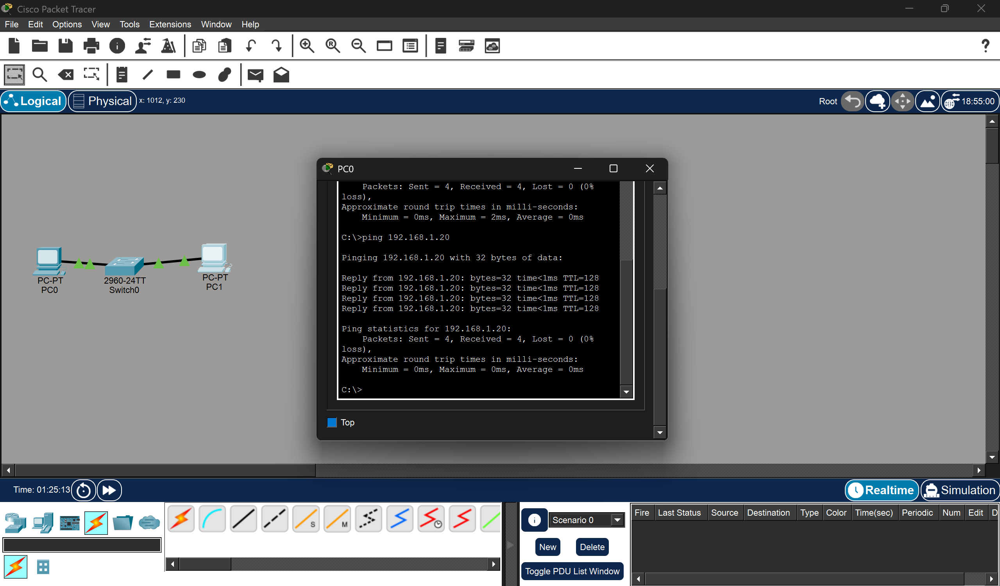 Cisco Packet Tracer
File Edit Options View Tools Extensions Window Help
Logical Physical x: 1012, y: 230 Root 18:55:00
PC0
Packets: Sent = 4, Received = 4, Lost = 0 (0%
loss),
Approximate round trip times in milli-seconds:
Minimum = 0ms, Maximum = 2ms, Average = 0ms
C:\>ping 192.168.1.20
Pinging 192.168.1.20 with 32 bytes of data:
Reply from 192.168.1.20: bytes=32 time<1ms TTL=128
Reply from 192.168.1.20: bytes=32 time<1ms TTL=128
Reply from 192.168.1.20: bytes=32 time<1ms TTL=128
Reply from 192.168.1.20: bytes=32 time<1ms TTL=128
Ping statistics for 192.168.1.20:
Packets: Sent = 4, Received = 4, Lost = 0 (0%
loss),
Approximate round trip times in milli-seconds:
Minimum = 0ms, Maximum = 0ms, Average = 0ms
C:\>
Top
PC-PT
PC0
2960-24TT
Switch0
PC-PT
PC1
Time: 01:25:13 Realtime Simulation
S M
Scenario 0
New Delete
Toggle PDU List Window
Fire Last Status Source Destination Type Color Time(sec) Periodic Num Edit D